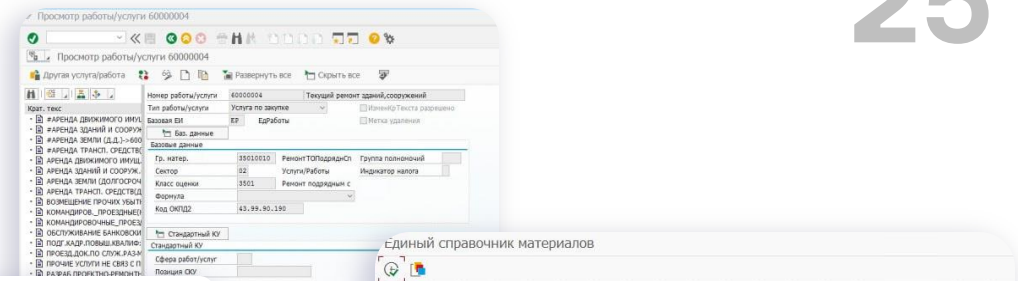 25
Просмотр работы/услуги 60000004
Просмотр работы/услуги 60000004
Другая услуга/работа Развернуть все Скрыть все
Номер работы/услуги 60000004 Текущий ремонт зданий,сооружений
Крат. текс Тип работы/услуги Услуга по закупке ИзменКрТекста разрешено
#АРЕНДА ДВИЖИМОГО ИМУЩ Базовая ЕИ ЕР ЕдРаботы Метка удаления
#АРЕНДА ЗДАНИЙ И СООРУЖ Баз. данные
#АРЕНДА ЗЕМЛИ (Д.Д.)->600 Базовые данные
#АРЕНДА ТРАНСП. СРЕДСТВ( Гр. матер. 35010010 РемонтТОПодряднСп Группа полномочий
АРЕНДА ДВИЖИМОГО ИМУЩ.
АРЕНДА ЗДАНИЙ И СООРУЖ. Сектор 02 Услуги/Работы Индикатор налога
АРЕНДА ЗЕМЛИ (ДОЛГОСРОЧ Класс оценки 3501 Ремонт подрядным с
АРЕНДА ТРАНСП. СРЕДСТВ(Д Формула
ВОЗМЕЩЕНИЕ ПРОЧИХ УБЫТ Код ОКПД2 43.99.90.190
КОМАНДИРОВ._ПРОЕЗДНЫЕ(
КОМАНДИРОВОЧНЫЕ_ПРОЕЗ
ОБСЛУЖИВАНИЕ БАНКОВСКИ Стандартный КУ
ПОДГ.КАДР.ПОВЫШ.КВАЛИФ: Стандартный КУ
ПРОЕЗД.ДОК.ПО СЛУЖ.РАЗ-М
ПРОЧИЕ УСЛУГИ НЕ СВЯЗ С П Сфера работ/услуг
РАЗРАБ.ПРОЕКТНО-РЕМОНТН Позиция СКУ
Единый справочник материалов